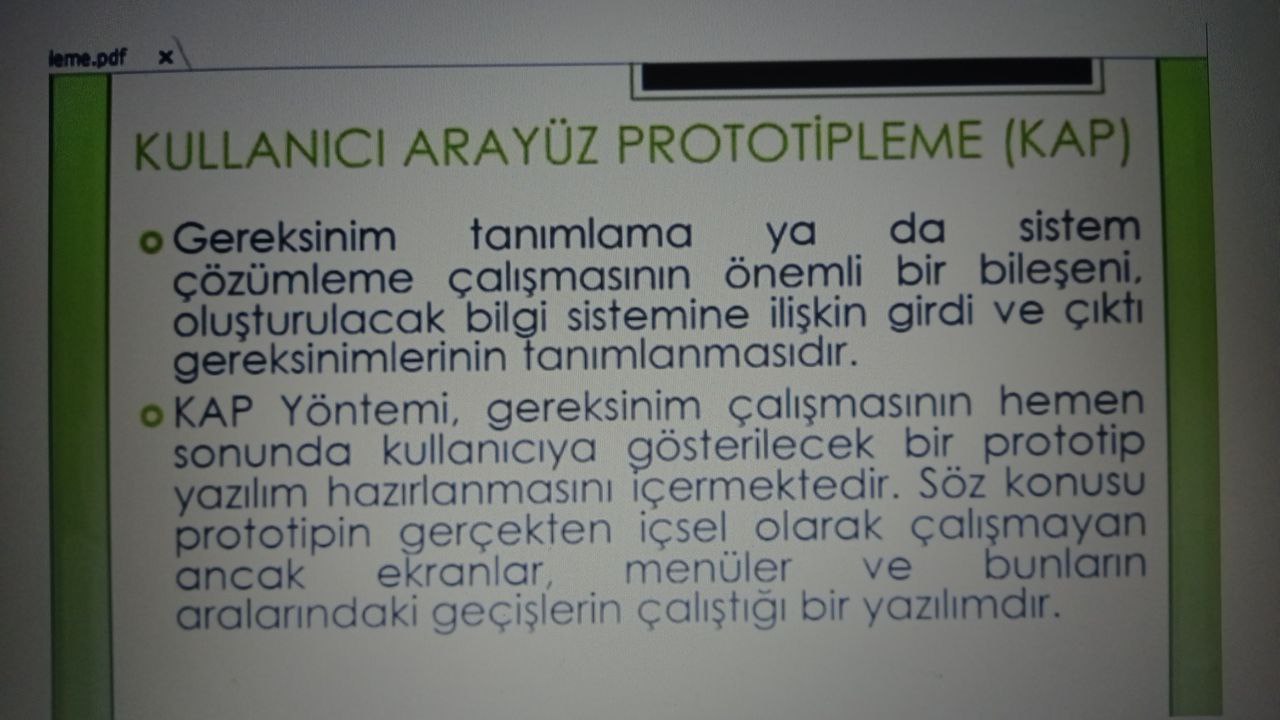 leme.pdf x
KULLANICI ARAYÜZ PROTOTİPLEME (KAP)
Gereksinim tanımlama ya da sistem
çözümleme çalışmasının önemli bir bileşeni,
oluşturulacak bilgi sistemine ilişkin girdi ve çıktı
gereksinimlerinin tanımlanmasıdır.
KAP Yöntemi, gereksinim çalışmasının hemen
sonunda kullanıcıya gösterilecek bir prototip
yazılım hazırlanmasını içermektedir. Söz konusu
prototipin gerçekten içsel olarak çalışmayan
ancak ekranlar, menüler ve bunların
aralarındaki geçişlerin çalıştığı bir yazılımdır.